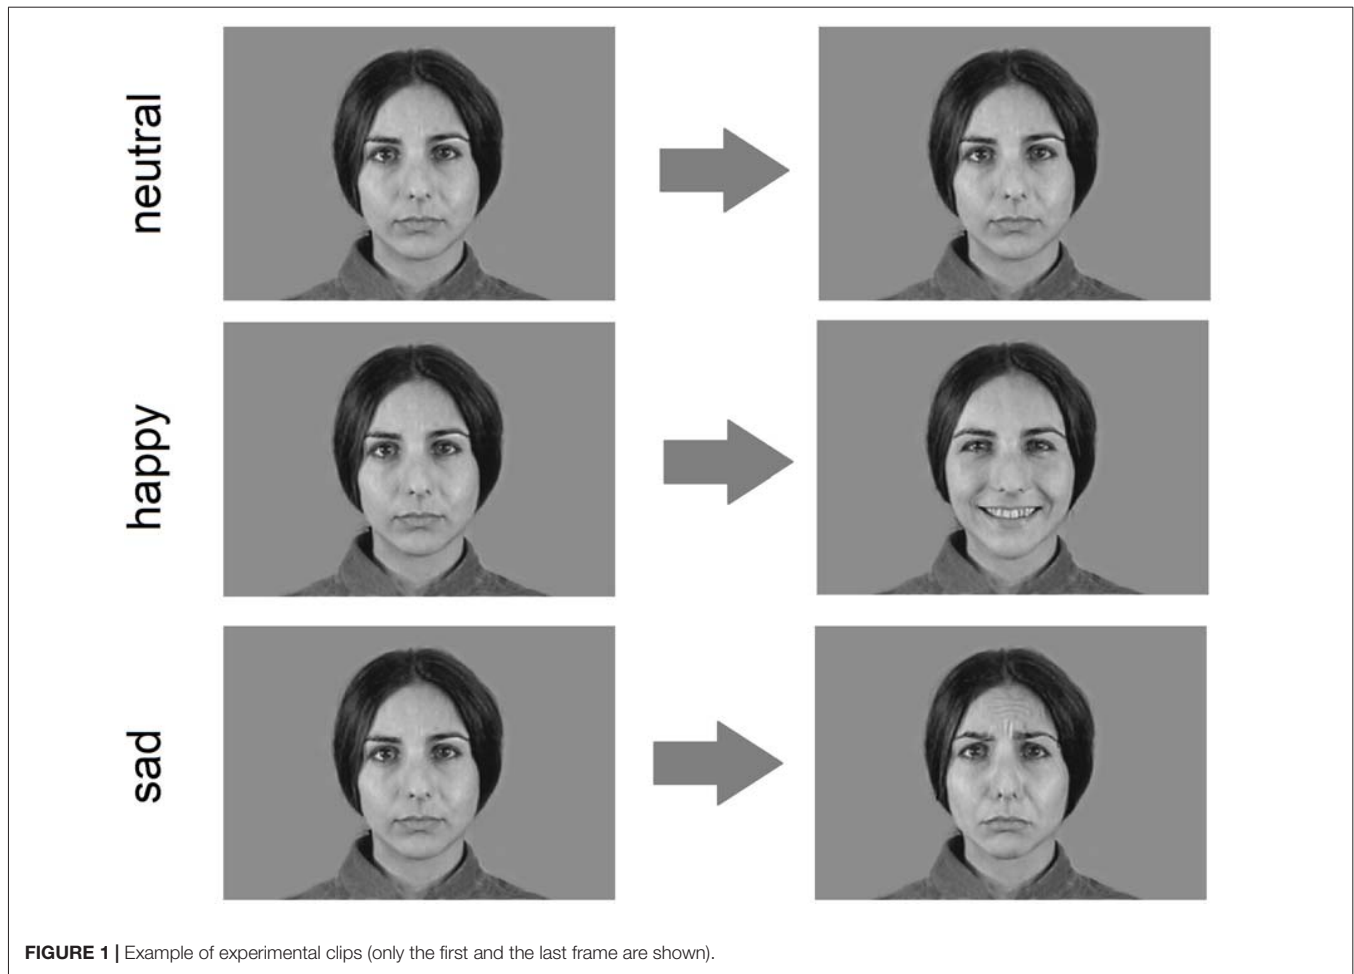 neutral
happy
sad
FIGURE 1 | Example of experimental clips (only the first and the last frame are shown).